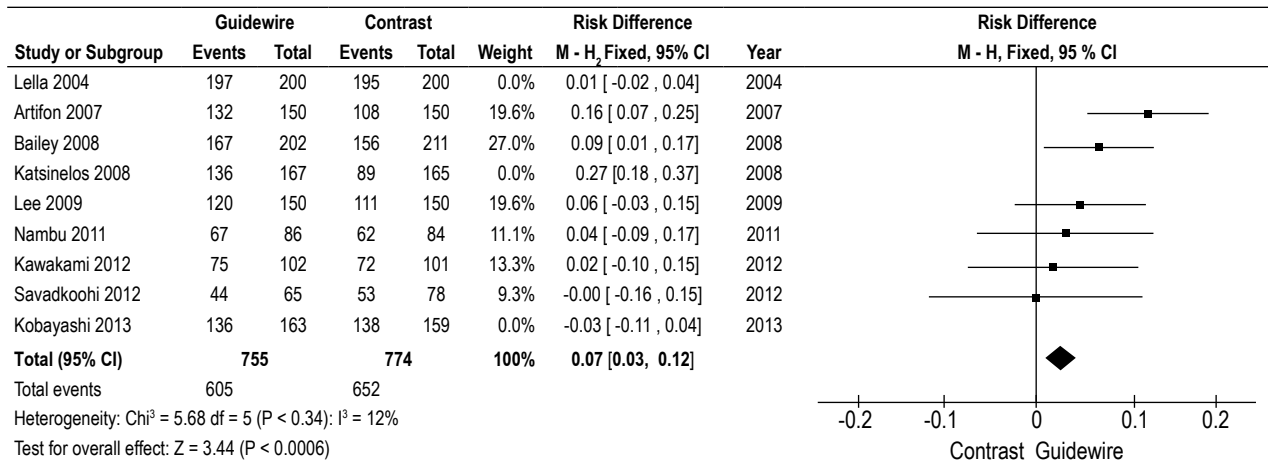 Guidewire Contrast Risk Difference Risk Difference
Study or Subgroup Events Total Events Total Weight M - H2 Fixed, 95% CI Year M - H, Fixed, 95 % CI
Lella 2004 197 200 195 200 0.0% 0.01 [ -0.02 , 0.04] 2004
Artifon 2007 132 150 108 150 19.6% 0.16 [ 0.07 , 0.25] 2007
Bailey 2008 167 202 156 211 27.0% 0.09 [ 0.01 , 0.17] 2008
Katsinelos 2008 136 167 89 165 0.0% 0.27 [0.18 , 0.37] 2008
Lee 2009 120 150 111 150 19.6% 0.06 [ -0.03 , 0.15] 2009
Nambu 2011 67 86 62 84 11.1% 0.04 [ -0.09 , 0.17] 2011
Kawakami 2012 75 102 72 101 13.3% 0.02 [ -0.10 , 0.15] 2012
Savadkoohi 2012 44 65 53 78 9.3% -0.00 [ -0.16 , 0.15] 2012
Kobayashi 2013 136 163 138 159 0.0% -0.03 [ -0.11 , 0.04] 2013
Total (95% CI) 755 774 100% 0.07 [0.03, 0.12]
Total events 605 652
Heterogeneity: Chi³ = 5.68 df = 5 (P < 0.34): I³ = 12%
Test for overall effect: Z = 3.44 (P < 0.0006)
-0.2 -0.1 0 0.1 0.2
Contrast Guidewire